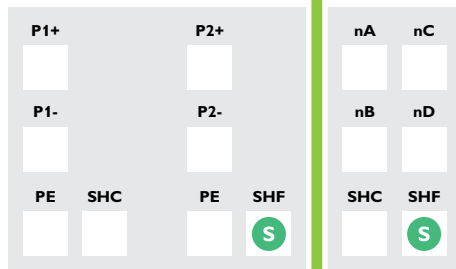 P1+ P2+ nA nC
P1- P2- nB nD
PE SHC PE SHF SHC SHF
S S